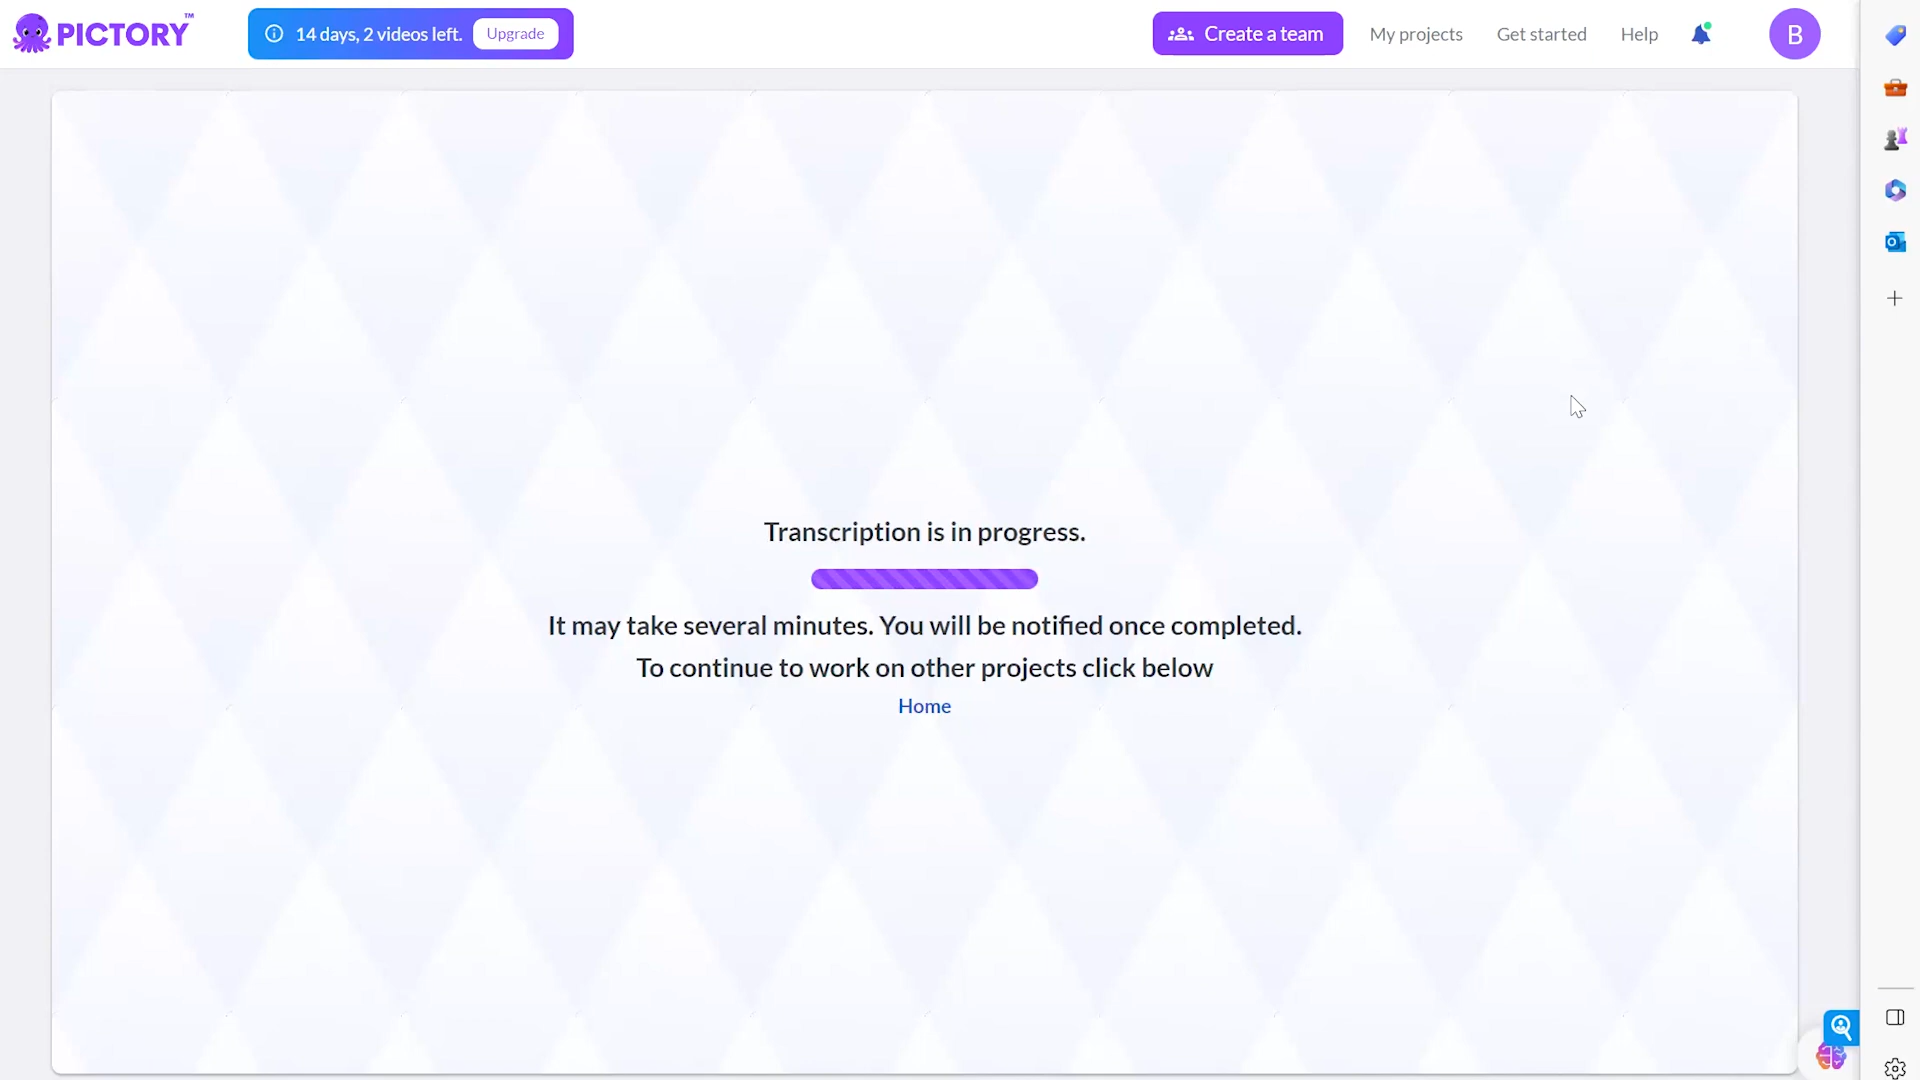 PICTORY™
14 days, 2 videos left. Upgrade
Create a team
My projects
Get started
Help
B
Transcription is in progress.
It may take several minutes. You will be notified once completed.
To continue to work on other projects click below
Home